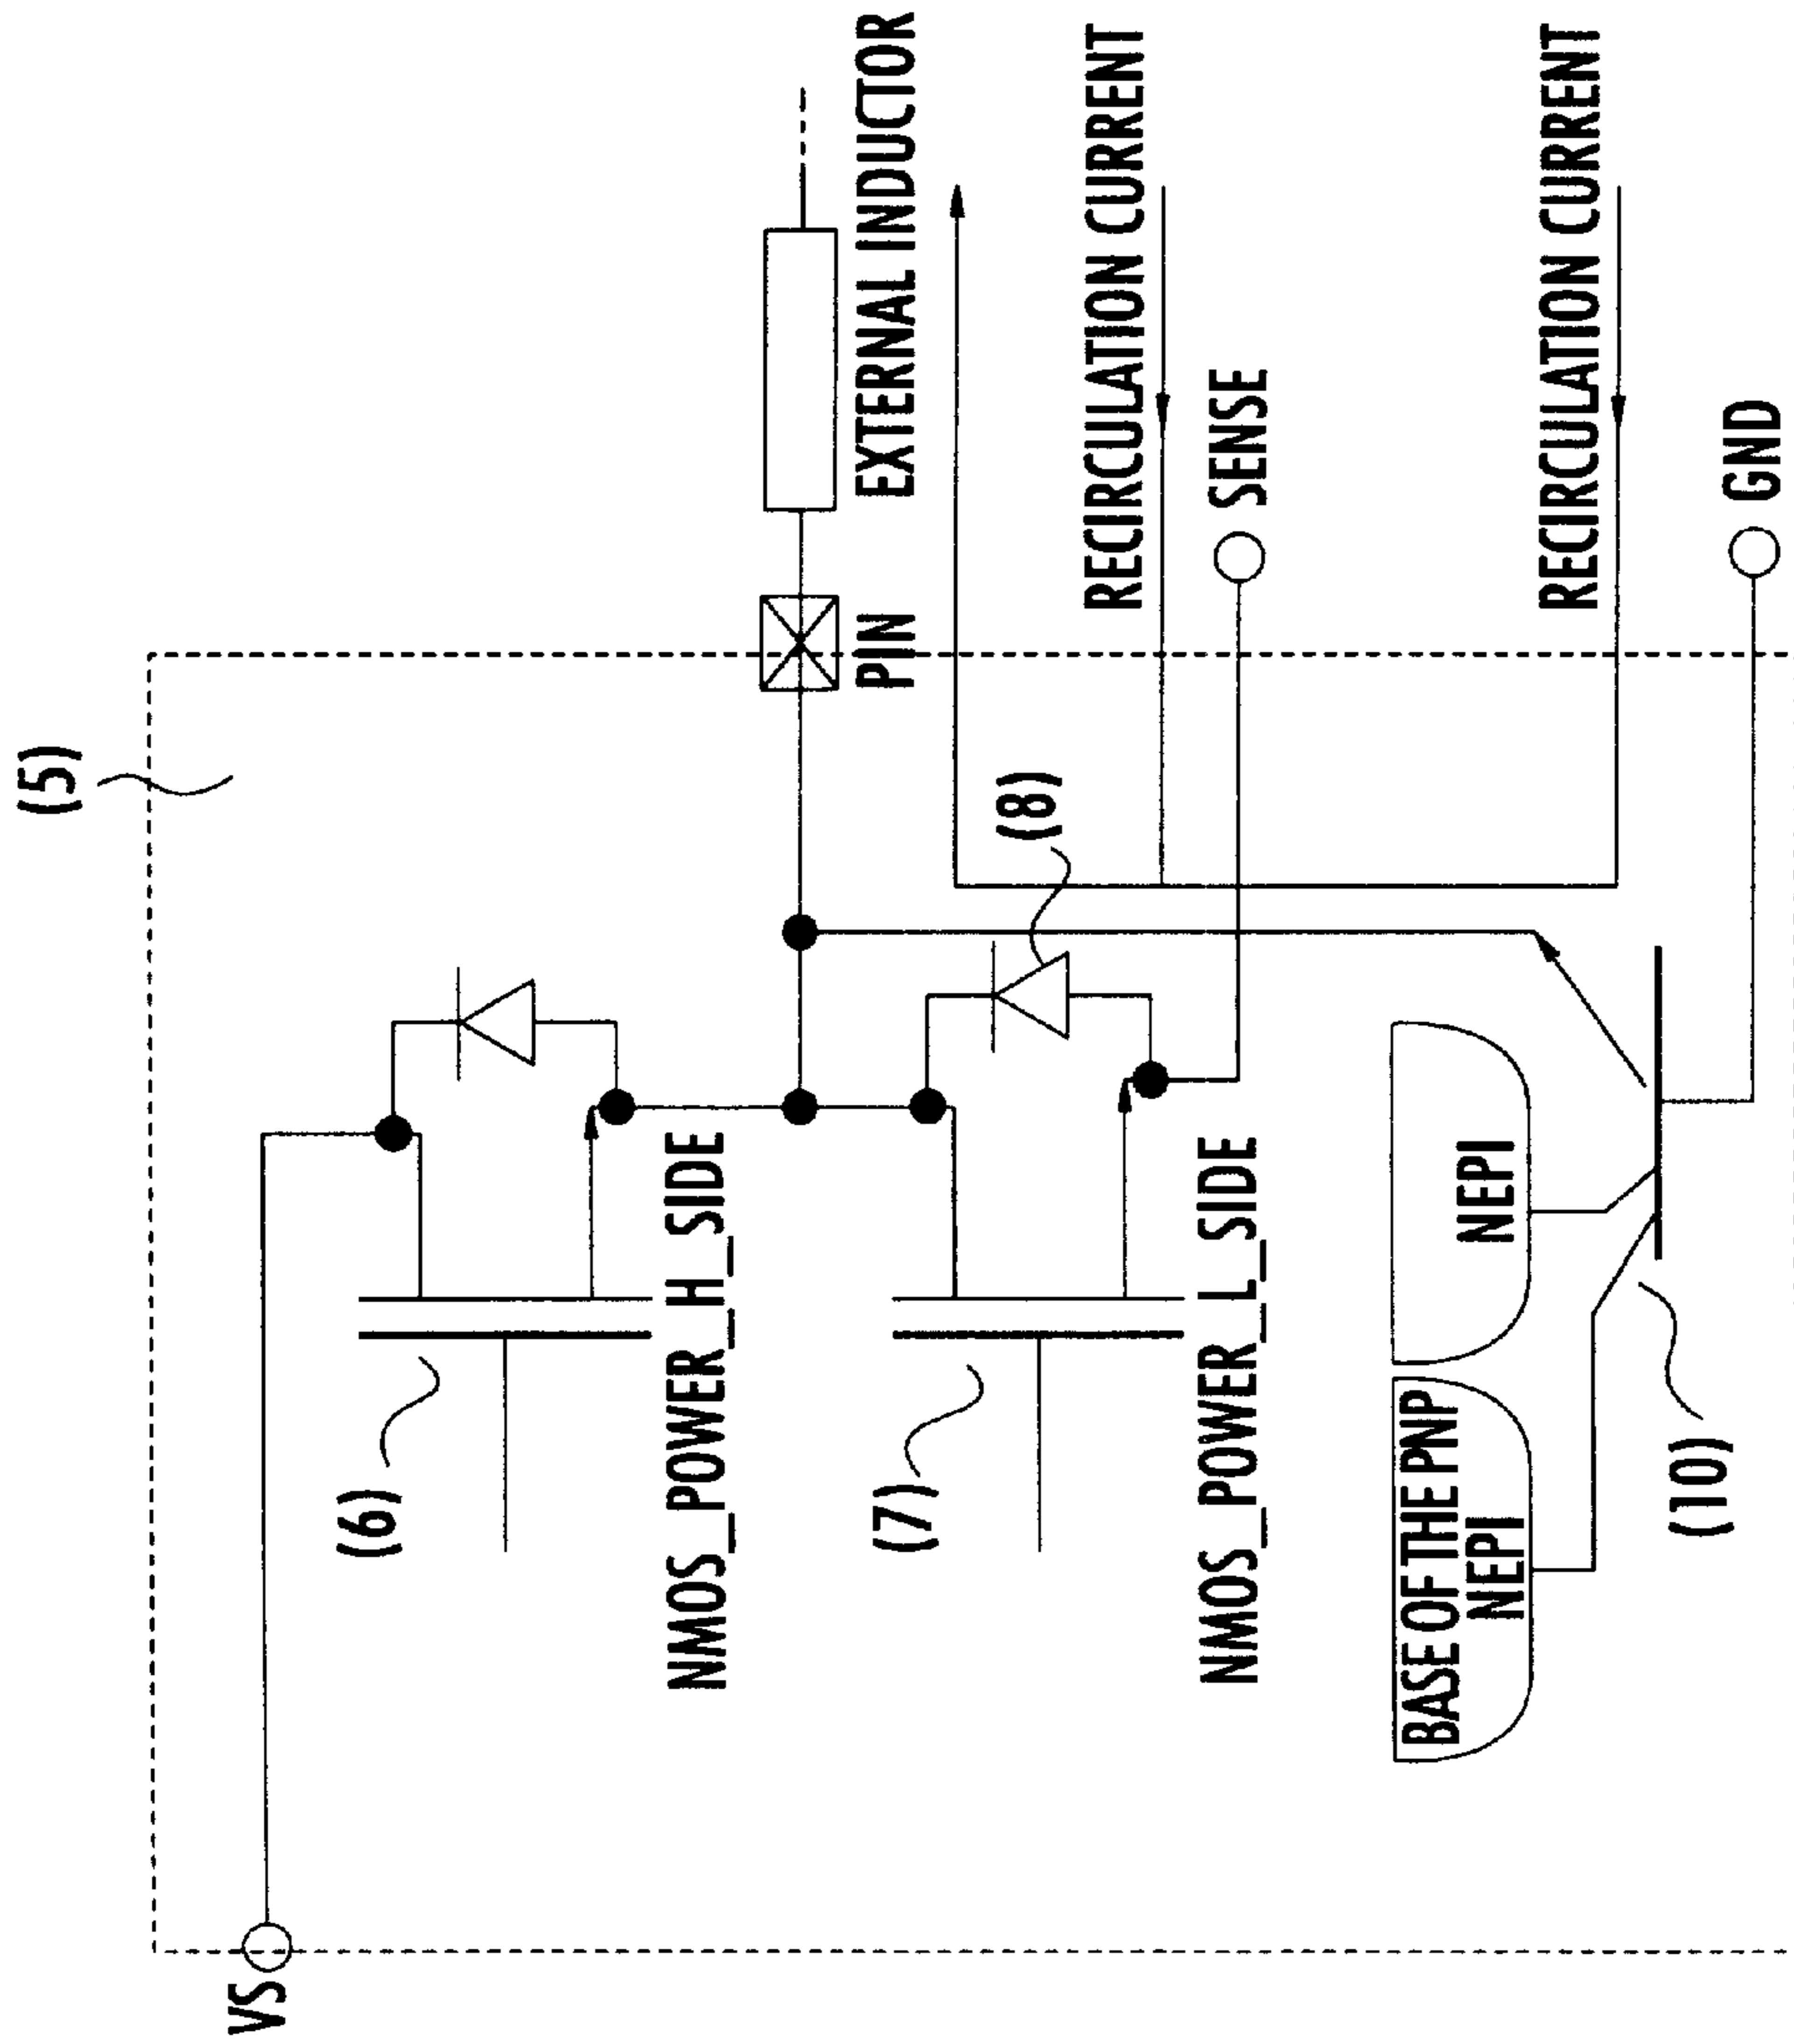 (5)
VS
(6)
NMOS_POWER_H_SIDE
PIN
EXTERNAL INDUCTOR
(8)
(7)
NMOS_POWER_L_SIDE
RECIRCULATION CURRENT
SENSE
BASE OF THE PNP
NEPI
NEPI
RECIRCULATION CURRENT
(10)
GND